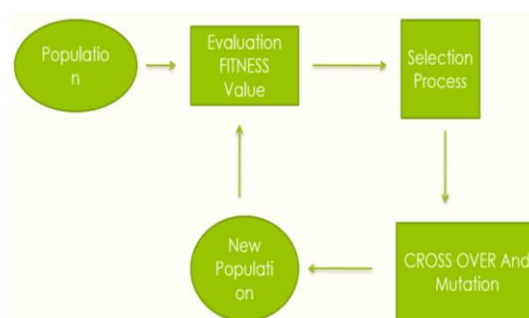 Populatio
n
Evaluation
FITNESS
Value
Selection
Process
CROSS OVER And
Mutation
New
Populati
on